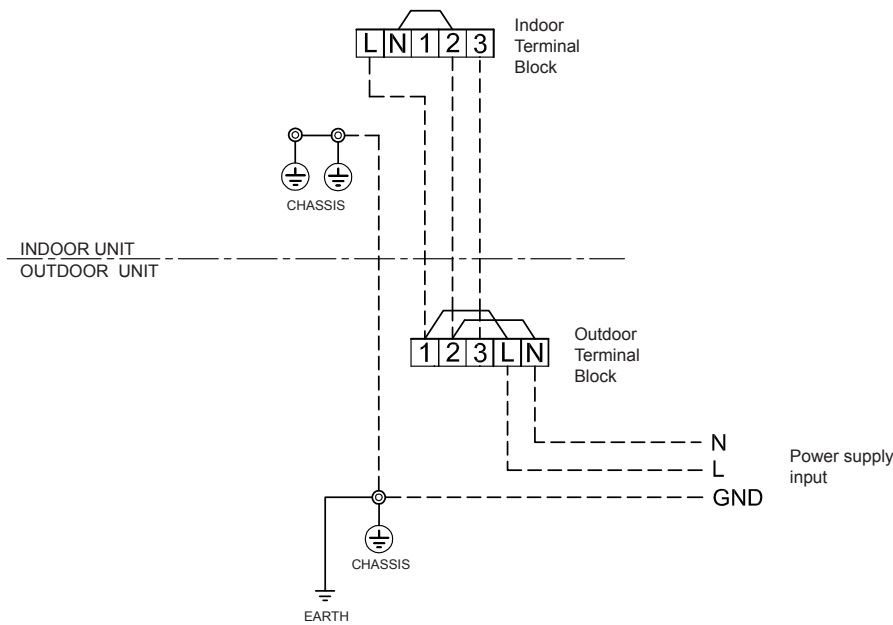 L N 1 2 3
Indoor
Terminal
Block
CHASSIS
INDOOR UNIT
OUTDOOR UNIT
1 2 3 L N
Outdoor
Terminal
Block
N
L
GND
Power supply
input
CHASSIS
EARTH